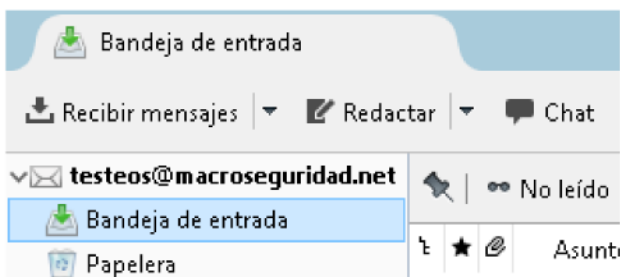 Bandeja de entrada
Recibir mensajes Redactar Chat
testeos@macroseguridad.net
No leído
Bandeja de entrada
Asunto
Papelera